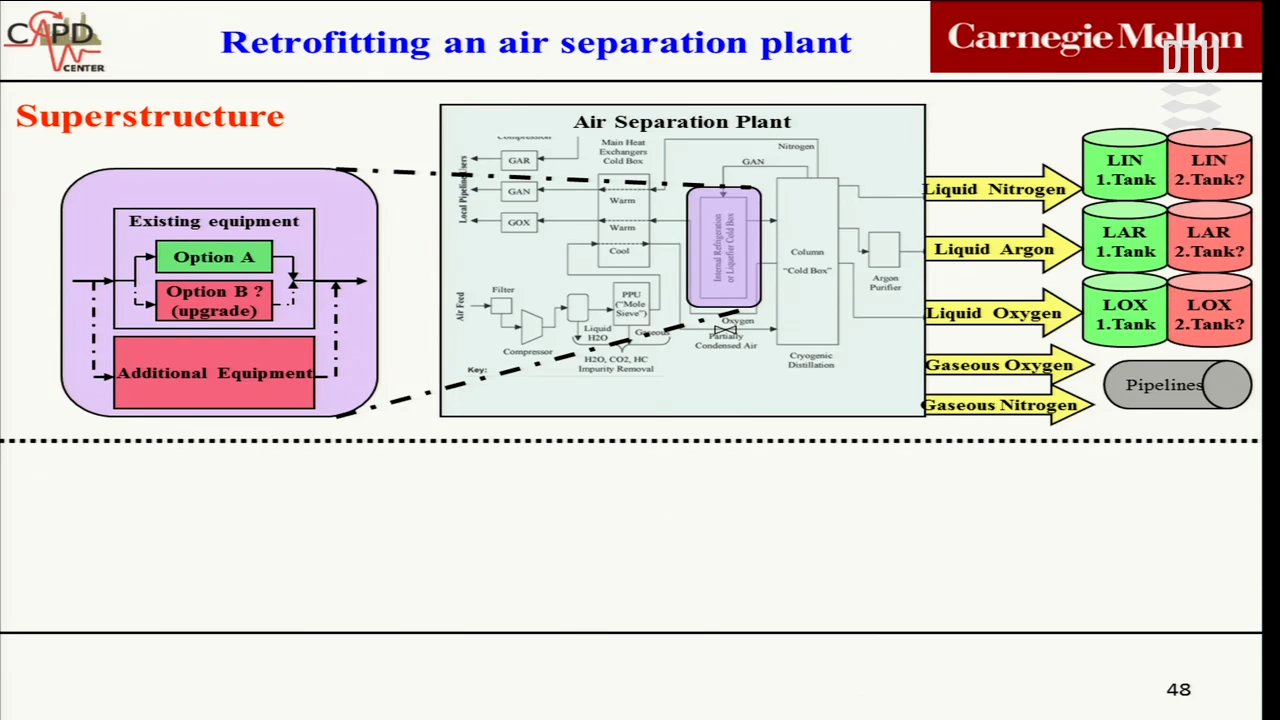 CAPD
CENTER
Retrofitting an air separation plant
Carnegie Mellon
DTU
Superstructure
Existing equipment
Option A
Option B ?
(upgrade)
Additional Equipment
Air Separation Plant
Compression
GAR
GAN
GOX
Local Pipeline Users
Main Heat
Exchangers
Cold Box
Warm
Warm
Cool
Nitrogen
GAN
Internal Refrigeration
or Liquefier Cold Box
Column
"Cold Box"
Argon
Purifier
Filter
Air Feed
Compressor
PPU
("Mole
Sieve")
Liquid
H2O
Gaseous
H2O, CO2, HC
Impurity Removal
Oxygen
Partially
Condensed Air
Cryogenic
Distillation
Key:
Liquid Nitrogen
Liquid Argon
Liquid Oxygen
Gaseous Oxygen
Gaseous Nitrogen
LIN
1.Tank
LIN
2.Tank?
LAR
1.Tank
LAR
2.Tank?
LOX
1.Tank
LOX
2.Tank?
Pipelines
48